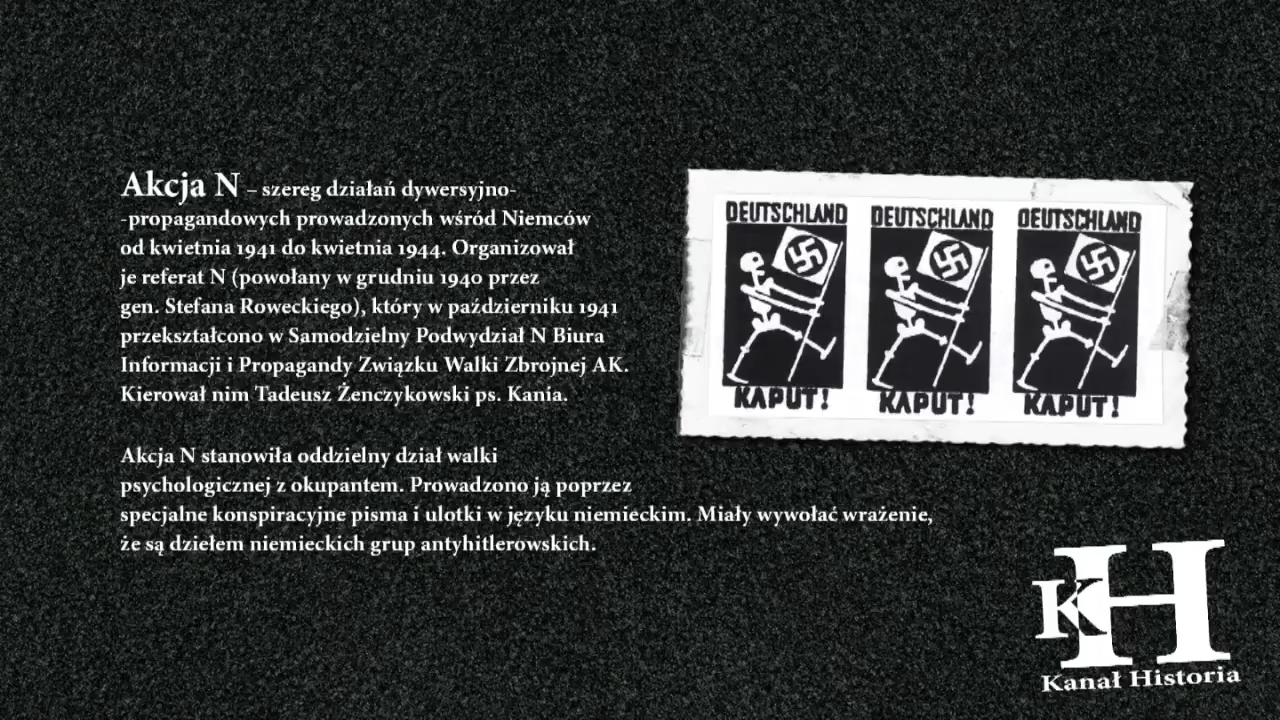 Akcja N – szereg działań dywersyjno-
-propagandowych prowadzonych wśród Niemców
od kwietnia 1941 do kwietnia 1944. Organizował
je referat N (powołany w grudniu 1940 przez
gen. Stefana Roweckiego), który w październiku 1941
przekształcono w Samodzielny Podwydział N Biura
Informacji i Propagandy Związku Walki Zbrojnej AK.
Kierował nim Tadeusz Żenczykowski ps. Kania.
Akcja N stanowiła oddzielny dział walki
psychologicznej z okupantem. Prowadzono ją poprzez
specjalne konspiracyjne pisma i ulotki w języku niemieckim. Miały wywołać wrażenie,
że są dziełem niemieckich grup antyhitlerowskich.
DEUTSCHLAND DEUTSCHLAND DEUTSCHLAND
KAPUT! KAPUT! KAPUT!
KH
Kanał Historia